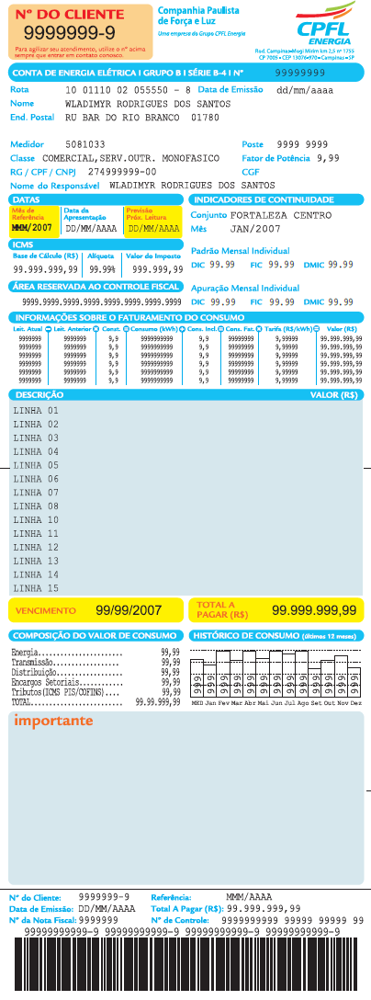 Nº DO CLIENTE
9999999-9
Para agilizar seu atendimento, utilize o nº acima
sempre que entrar em contato conosco.
Companhia Paulista
de Força e Luz
Uma empresa do Grupo CPFL Energia
CPFL
ENERGIA
Rod. Campinas-Mogi Mirim km 2,5 nº 1755
CP 7005 • CEP 13076-970 • Campinas • SP
CONTA DE ENERGIA ELÉTRICA I GRUPO B I SÉRIE B-4 I Nº 99999999
Rota 10 01110 02 055550 - 8 Data de Emissão dd/mm/aaaa
Nome WLADIMYR RODRIGUES DOS SANTOS
End. Postal RU BAR DO RIO BRANCO 01780
Medidor 5081033 Poste 9999 9999
Classe COMERCIAL,SERV.OUTR. MONOFASICO Fator de Potência 9,99
RG / CPF / CNPJ 274999999-00 CGF
Nome do Responsável WLADIMYR RODRIGUES DOS SANTOS
DATAS
Mês de Referência Data da Apresentação Previsão Próx. Leitura
MMM/2007 DD/MM/AAAA DD/MM/AAAA
INDICADORES DE CONTINUIDADE
Conjunto FORTALEZA CENTRO
Mês JAN/2007
ICMS
Base de Cálculo (R$) Alíquota Valor do Imposto
99.999.999,99 99.99% 999.999,99
Padrão Mensal Individual
DIC 99.99 FIC 99.99 DMIC 99.99
ÁREA RESERVADA AO CONTROLE FISCAL
9999.9999.9999.9999.9999.9999.9999.9999
Apuração Mensal Individual
DIC 99.99 FIC 99.99 DMIC 99.99
INFORMAÇÕES SOBRE O FATURAMENTO DO CONSUMO
Leit. Atual Leit. Anterior Const. Consumo (kWh) Cons. Incl. Cons. Fat. Tarifa (R$/kWh) Valor (R$)
9999999 9999999 9,9 9999999999 9,9 99999999 9,99999 99.999.999,99
9999999 9999999 9,9 9999999999 9,9 99999999 9,99999 99.999.999,99
9999999 9999999 9,9 9999999999 9,9 99999999 9,99999 99.999.999,99
9999999 9999999 9,9 9999999999 9,9 99999999 9,99999 99.999.999,99
9999999 9999999 9,9 9999999999 9,9 99999999 9,99999 99.999.999,99
9999999 9999999 9,9 9999999999 9,9 99999999 9,99999 99.999.999,99
DESCRIÇÃO VALOR (R$)
LINHA 01
LINHA 02
LINHA 03
LINHA 04
LINHA 05
LINHA 06
LINHA 07
LINHA 08
LINHA 10
LINHA 11
LINHA 12
LINHA 13
LINHA 14
LINHA 15
VENCIMENTO 99/99/2007
TOTAL A PAGAR (R$) 99.999.999,99
COMPOSIÇÃO DO VALOR DE CONSUMO
Energia...................... 99,99
Transmissão.................. 99,99
Distribuição................. 99,99
Encargos Setoriais........... 99,99
Tributos(ICMS PIS/COFINS).... 99,99
TOTAL........................ 99.99.999,99
HISTÓRICO DE CONSUMO (últimos 12 meses)
MKD Jan Fev Mar Abr Mai Jun Jul Ago Set Out Nov Dez
importante
Nº do Cliente: 9999999-9 Referência: MMM/AAAA
Data de Emissão: DD/MM/AAAA Total A Pagar (R$): 99.999.999,99
Nº da Nota Fiscal: 9999999 Nº de Controle: 9999999999 99999 99999 99
99999999999-9 99999999999-9 99999999999-9 99999999999-9